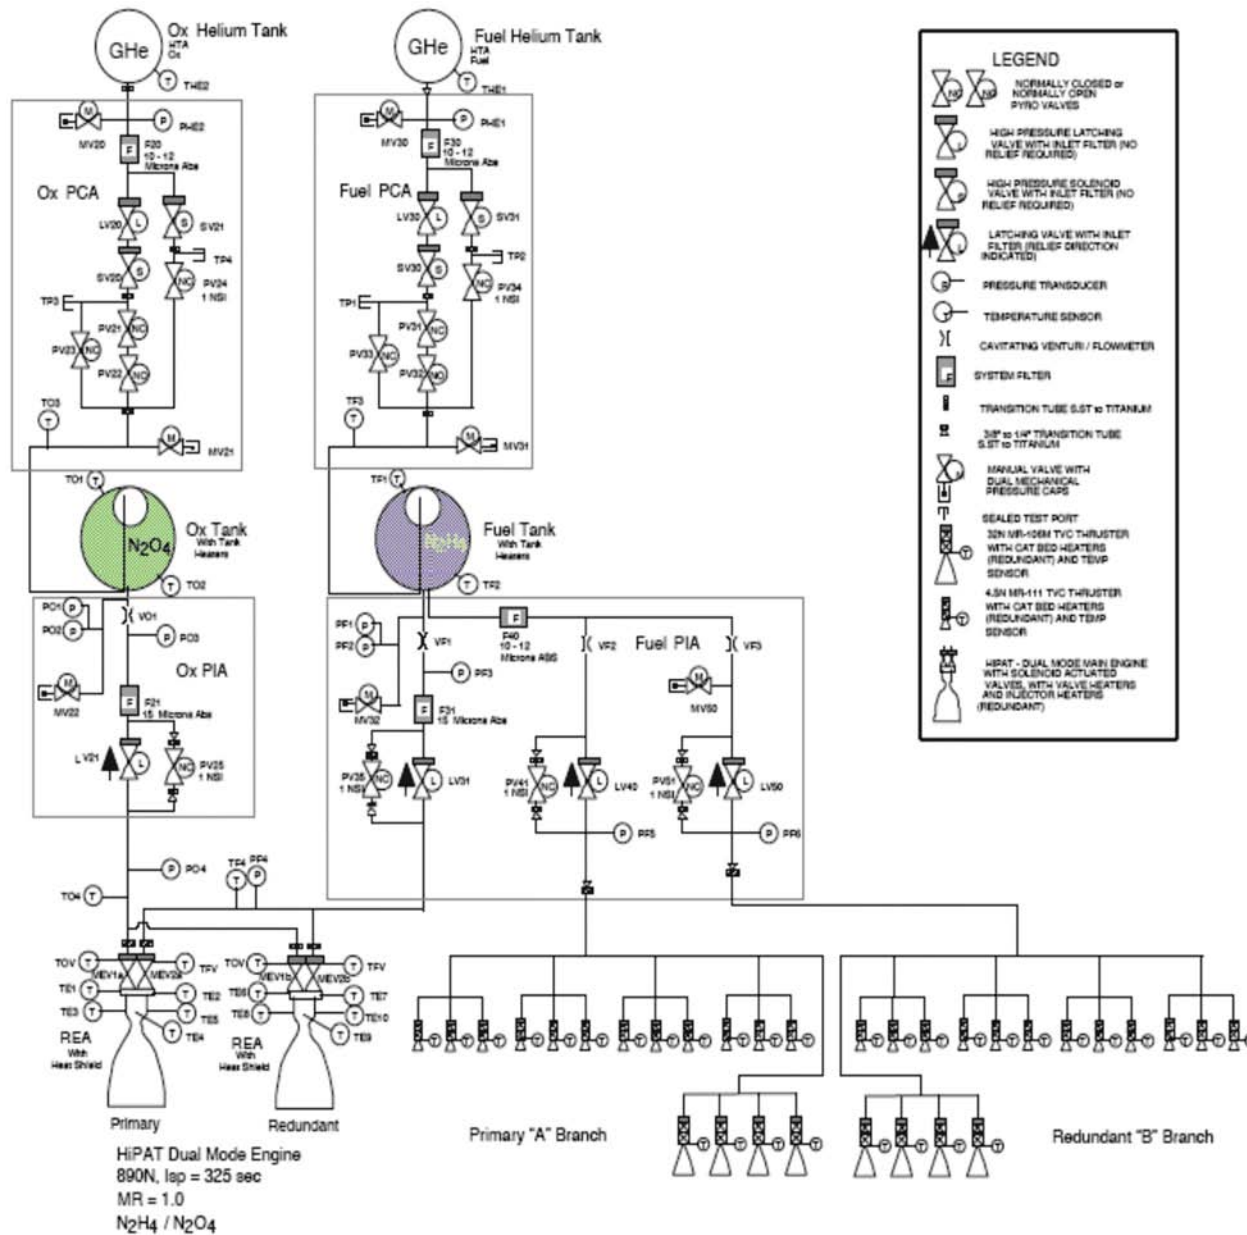 Ox Helium Tank
HTA
Ox
GHe
T
THE2
Fuel Helium Tank
HTA
Fuel
GHe
T
THE1
M
MV20
P
PHE2
F
F20
10 - 12
Microns Abs
Ox PCA
LV20
L
S
SV21
TP4
SV20
S
NC
PV24
1 NSI
TP3
PV21
NC
PV23
NC
PV22
NC
TO3
T
M
MV21
M
MV30
P
PHE1
F
F30
10 - 12
Microns Abs
Fuel PCA
LV30
L
S
SV31
TP2
SV30
S
NC
PV34
1 NSI
TP1
PV31
NC
PV33
NC
PV32
TF3
T
M
MV31
TO1
T
N2O4
Ox Tank
With Tank
Heaters
T
TO2
TF1
T
N2H4
Fuel Tank
With Tank
Heaters
T
TF2
PO1
P
PO2
P
VO1
P
PO3
Ox PIA
M
MV22
F
F21
15 Microns Abs
L V21
L
NC
PV25
1 NSI
PF1
P
PF2
P
VF1
F
F40
10 - 12
Microns ABS
VF2
Fuel PIA
VF3
P
PF3
M
MV32
F
F31
15 Microns Abs
M
MV50
PV35
1 NSI
NC
L
LV31
PV41
1 NSI
NC
L
LV40
PV51
1 NSI
NC
L
LV50
P
PF5
P
PF6
P
PO4
TO4
T
TF4
T
PF4
P
TOV
T
MEV1a
MEV2a
T
TFV
TE1
T
T
TE2
TE3
T
T
TE5
T
TE4
REA
With
Heat Shield
Primary
TOV
T
MEV1b
MEV2b
T
TFV
TE6
T
T
TE7
TE8
T
T
TE10
T
TE9
REA
With
Heat Shield
Redundant
T T T T T T T T T T T T
T T T T
T T T T T T T T T T T T
T T T T
Primary "A" Branch
Redundant "B" Branch
HiPAT Dual Mode Engine
890N, Isp = 325 sec
MR = 1.0
N2H4 / N2O4
LEGEND
NORMALLY CLOSED or
NORMALLY OPEN
PYRO VALVES
HIGH PRESSURE LATCHING
VALVE WITH INLET FILTER (NO
RELIEF REQUIRED)
HIGH PRESSURE SOLENOID
VALVE WITH INLET FILTER (NO
RELIEF REQUIRED)
LATCHING VALVE WITH INLET
FILTER (RELIEF DIRECTION
INDICATED)
PRESSURE TRANSDUCER
TEMPERATURE SENSOR
CAVITATING VENTURI / FLOWMETER
F
SYSTEM FILTER
TRANSITION TUBE S.ST to TITANIUM
3/8" to 1/4" TRANSITION TUBE
S.ST to TITANIUM
MANUAL VALVE WITH
DUAL MECHANICAL
PRESSURE CAPS
SEALED TEST PORT
32N MR-106M TVC THRUSTER
WITH CAT BED HEATERS
(REDUNDANT) AND TEMP
SENSOR
4.5N MR-111 TVC THRUSTER
WITH CAT BED HEATERS
(REDUNDANT) AND TEMP
SENSOR
HIPAT - DUAL MODE MAIN ENGINE
WITH SOLENOID ACTUATED
VALVES, WITH VALVE HEATERS
AND INJECTOR HEATERS
(REDUNDANT)